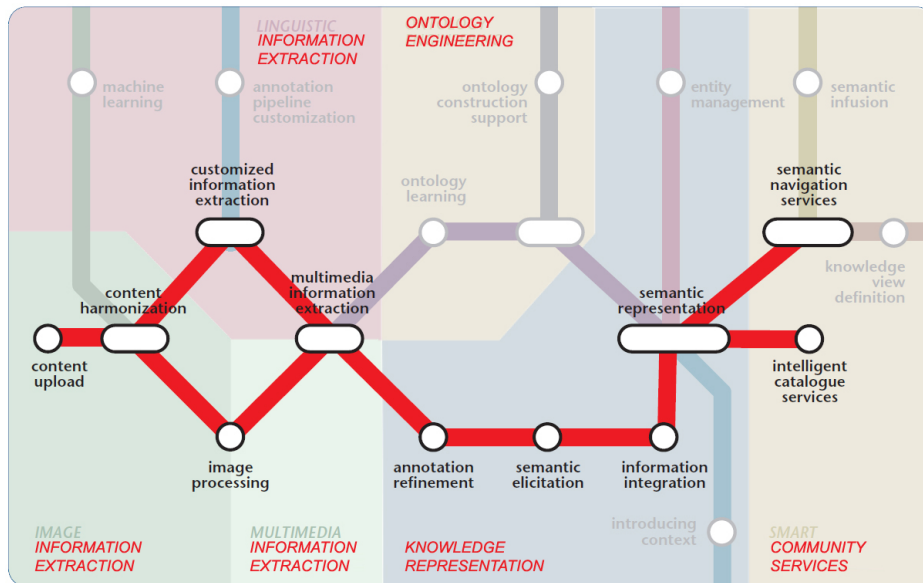 LINGUISTIC
INFORMATION
EXTRACTION
ONTOLOGY
ENGINEERING
machine
learning
annotation
pipeline
customization
ontology
construction
support
entity
management
semantic
infusion
customized
information
extraction
ontology
learning
semantic
navigation
services
content
harmonization
multimedia
information
extraction
semantic
representation
knowledge
view
definition
content
upload
intelligent
catalogue
services
image
processing
annotation
refinement
semantic
elicitation
information
integration
introducing
context
IMAGE
INFORMATION
EXTRACTION
MULTIMEDIA
INFORMATION
EXTRACTION
KNOWLEDGE
REPRESENTATION
SMART
COMMUNITY
SERVICES